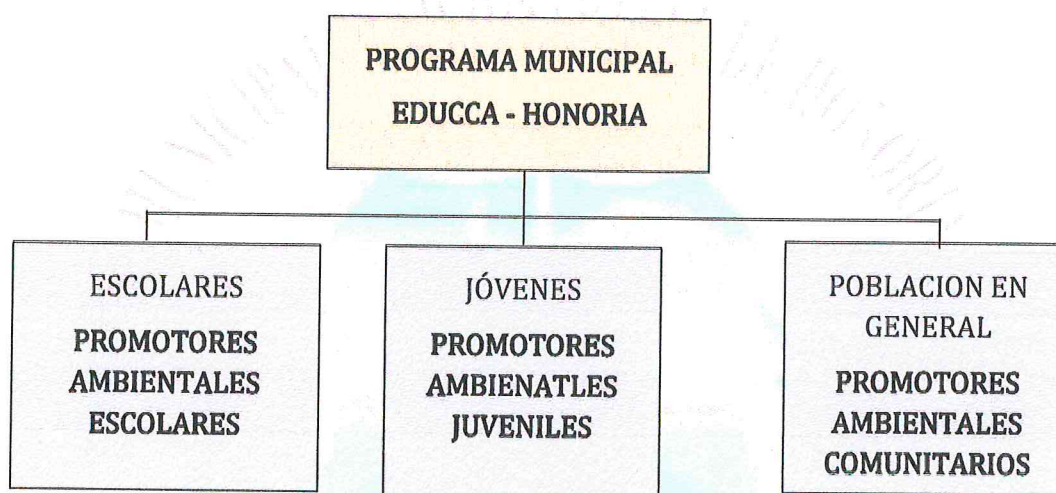 PROGRAMA MUNICIPAL
EDUCCA - HONORIA
ESCOLARES
PROMOTORES
AMBIENTALES
ESCOLARES
JÓVENES
PROMOTORES
AMBIENATLES
JUVENILES
POBLACION EN
GENERAL
PROMOTORES
AMBIENTALES
COMUNITARIOS